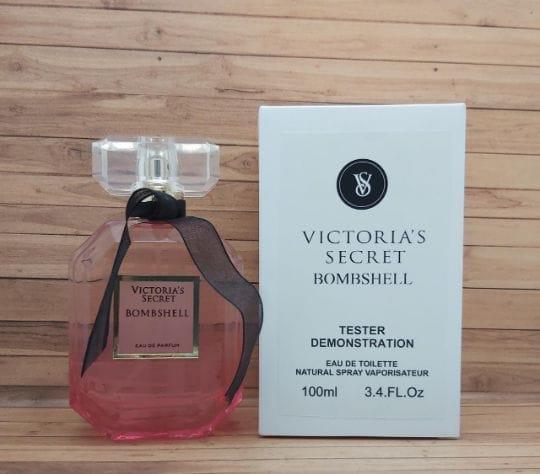 VICTORIA'S
SECRET
BOMBSHELL
EAU DE PARFUM
VS
VICTORIA'S
SECRET
BOMBSHELL
TESTER
DEMONSTRATION
EAU DE TOILETTE
NATURAL SPRAY VAPORISATEUR
100ml 3.4.FL.Oz